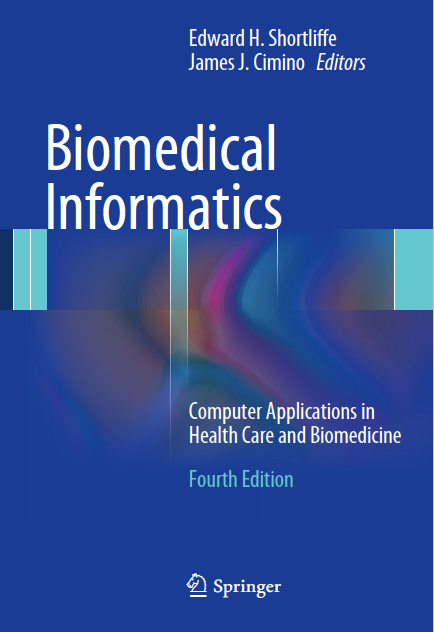 Edward H. Shortliffe
James J. Cimino Editors
Biomedical
Informatics
Computer Applications in
Health Care and Biomedicine
Fourth Edition
Springer